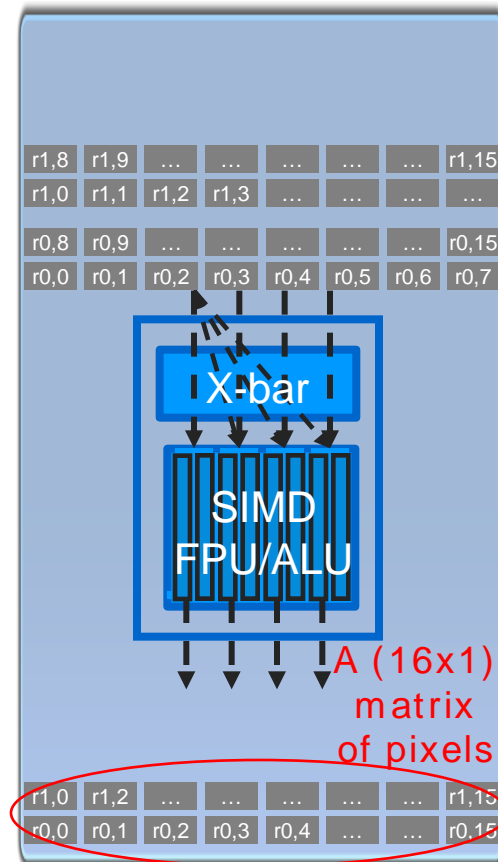 r1,8 r1,9 … … … … … r1,15
r1,0 r1,1 r1,2 r1,3 … … … …
r0,8 r0,9 … … … … … r0,15
r0,0 r0,1 r0,2 r0,3 r0,4 r0,5 r0,6 r0,7
X-bar
SIMD
FPU/ALU
A (16x1)
matrix
of pixels
r1,0 r1,2 … … … … … r1,15
r0,0 r0,1 r0,2 r0,3 r0,4 … … r0,15